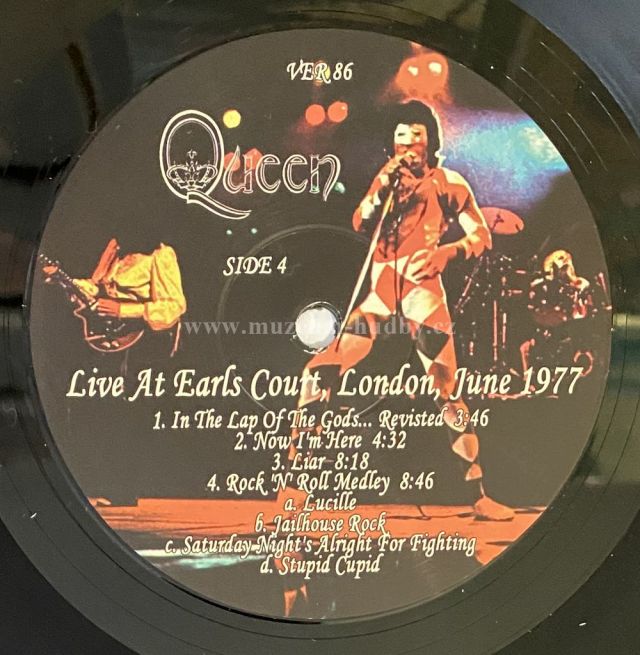 VER 86
Queen
SIDE 4
Live At Earls Court, London, June 1977
1. In The Lap Of The Gods... Revisted 3:46
2. Now I'm Here 4:32
3. Liar 8:18
4. Rock 'N' Roll Medley 8:46
a. Lucille
b. Jailhouse Rock
c. Saturday Night's Alright For Fighting
d. Stupid Cupid